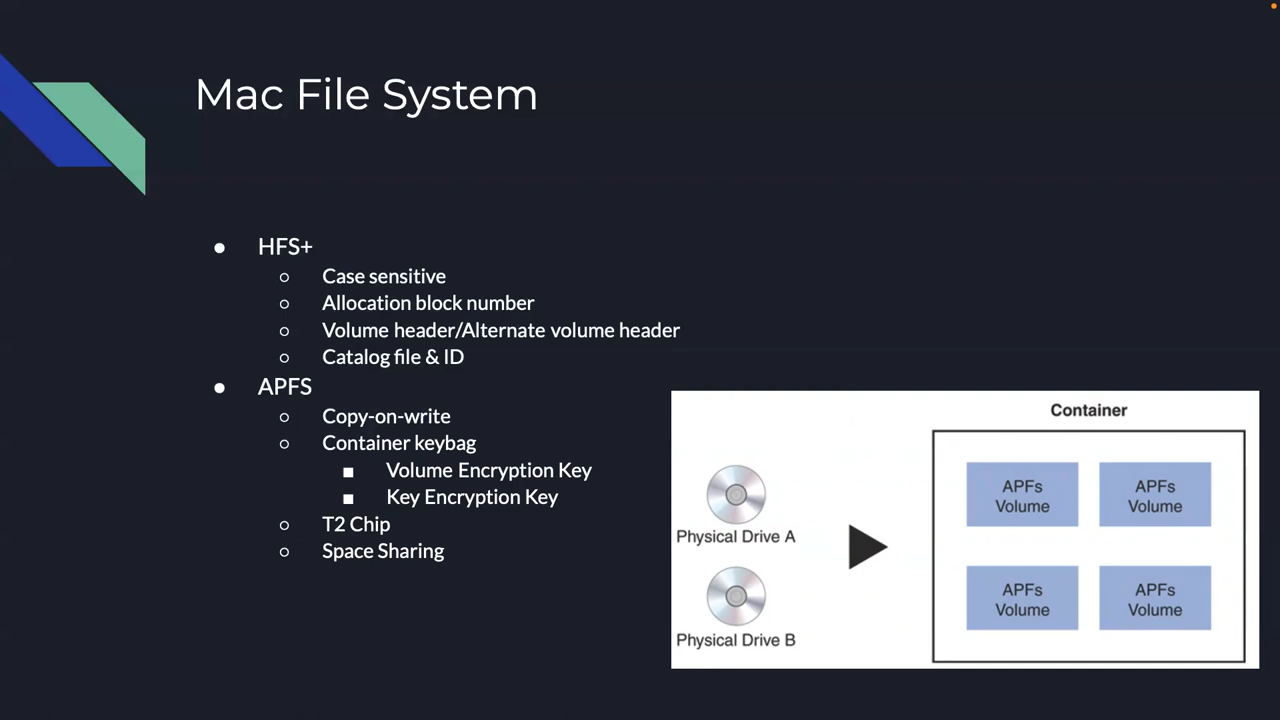 Mac File System
● HFS+
○ Case sensitive
○ Allocation block number
○ Volume header/Alternate volume header
○ Catalog file & ID
● APFS
○ Copy-on-write
○ Container keybag
■ Volume Encryption Key
■ Key Encryption Key
○ T2 Chip
○ Space Sharing
Container
Physical Drive A
Physical Drive B
APFs
Volume
APFs
Volume
APFs
Volume
APFs
Volume